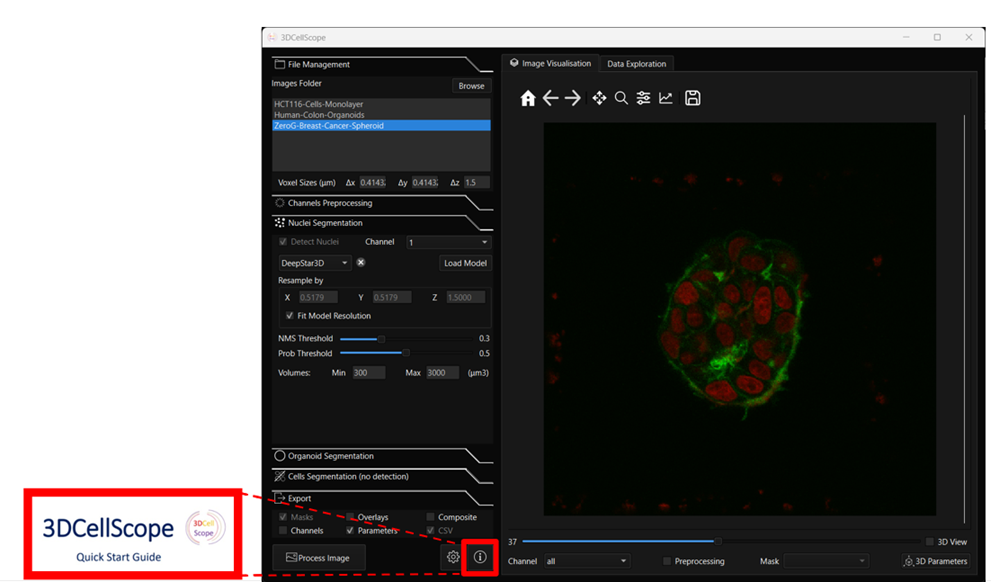 3DCellScope
File Management
Images Folder
Browse
HCT116-Cells-Monolayer
Human-Colon-Organoids
ZeroG-Breast-Cancer-Spheroid
Voxel Sizes (μm) Δx 0.4143 Δy 0.4143 Δz 1.5
Channels Preprocessing
Nuclei Segmentation
Detect Nuclei Channel 1
DeepStar3D Load Model
Resample by
X 0.5179 Y 0.5179 Z 1.5000
Fit Model Resolution
NMS Threshold 0.3
Prob Threshold 0.5
Volumes: Min 300 Max 3000 (μm3)
Organoid Segmentation
Cells Segmentation (no detection)
Export
Masks Overlays Composite
Channels Parameters CSV
Process Image
Image Visualisation Data Exploration
37 3D View
Channel all Preprocessing Mask 3D Parameters
3DCellScope
3DCell
Scope
Quick Start Guide